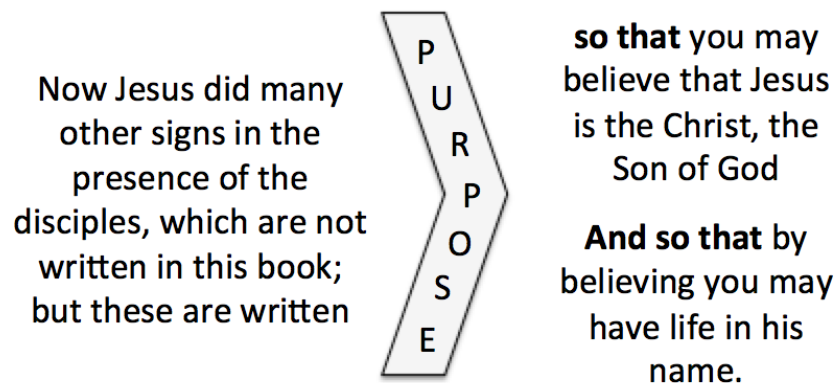 Now Jesus did many
other signs in the
presence of the
disciples, which are not
written in this book;
but these are written
P
U
R
P
O
S
E
so that you may
believe that Jesus
is the Christ, the
Son of God
And so that by
believing you may
have life in his
name.